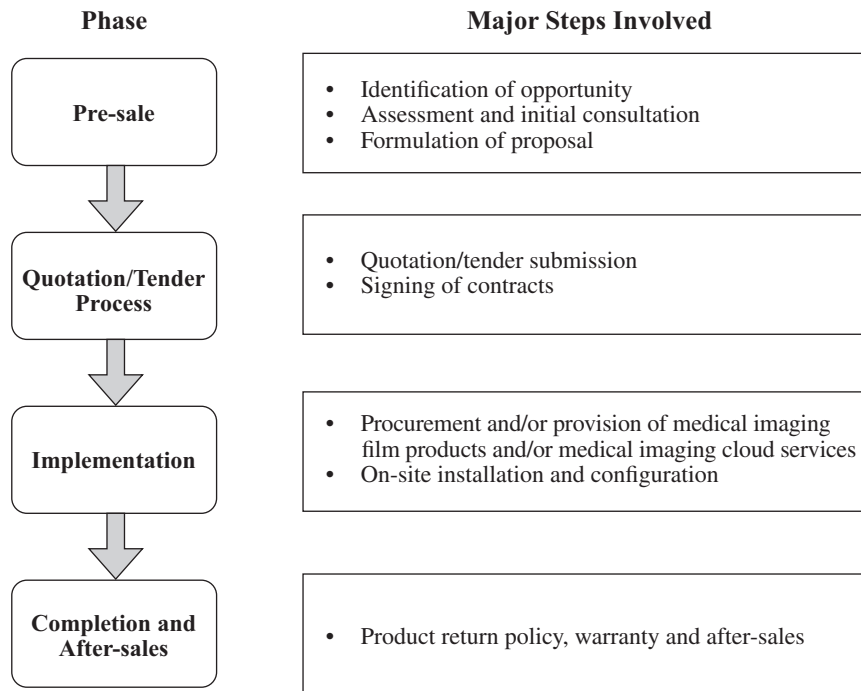 Phase
Major Steps Involved
Pre-sale
• Identification of opportunity
• Assessment and initial consultation
• Formulation of proposal
Quotation/Tender
Process
• Quotation/tender submission
• Signing of contracts
Implementation
• Procurement and/or provision of medical imaging
film products and/or medical imaging cloud services
• On-site installation and configuration
Completion and
After-sales
• Product return policy, warranty and after-sales